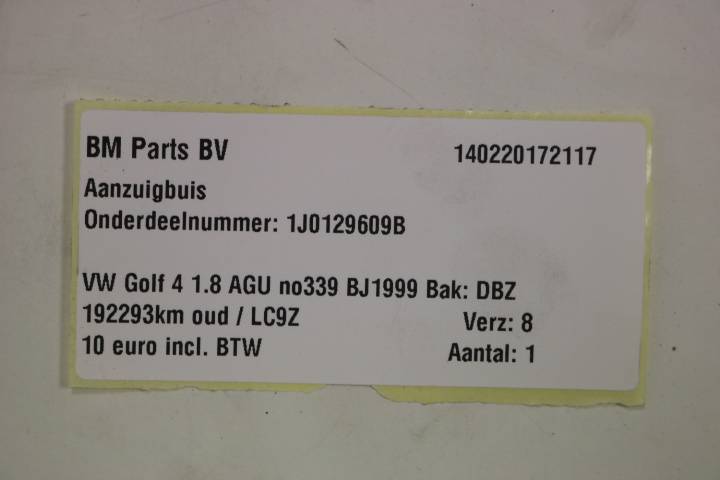 BM Parts BV 140220172117
Aanzuigbuis
Onderdeelnummer: 1J0129609B
VW Golf 4 1.8 AGU no339 BJ1999 Bak: DBZ
192293km oud / LC9Z Verz: 8
10 euro incl. BTW Aantal: 1